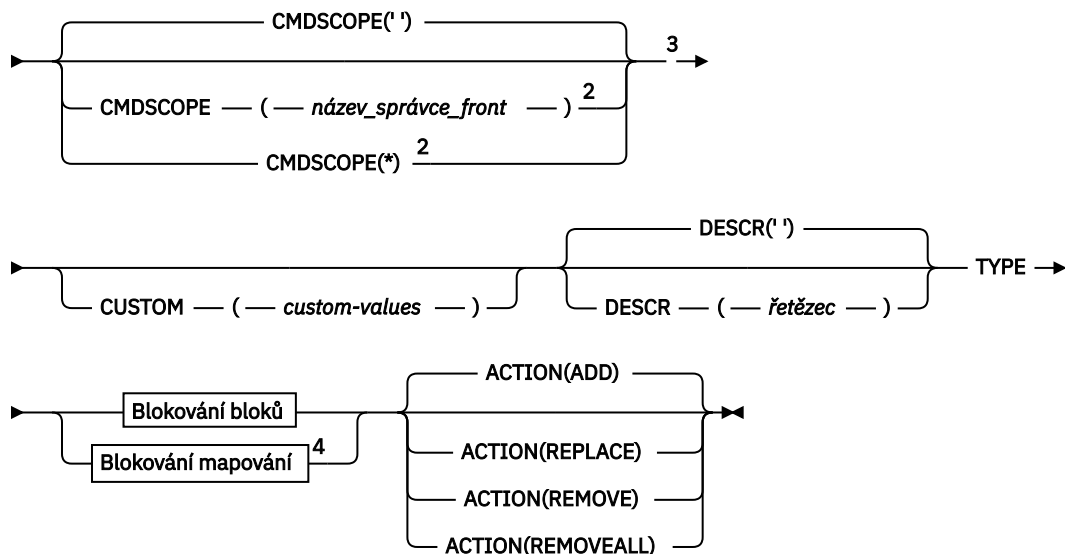 CMDSCOPE(' ')
3
CMDSCOPE ( název_správce_front ) 2
CMDSCOPE(*) 2
DESCR(' ')
TYPE
CUSTOM ( custom-values )
DESCR ( řetězec )
ACTION(ADD)
Blokování bloků
Blokování mapování 4
ACTION(REPLACE)
ACTION(REMOVE)
ACTION(REMOVEALL)